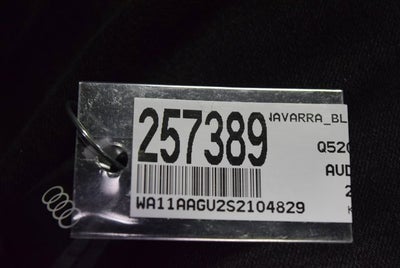 257389
NAVARRA_BL
Q520
AUD
2
WA11AAGU2S2104829